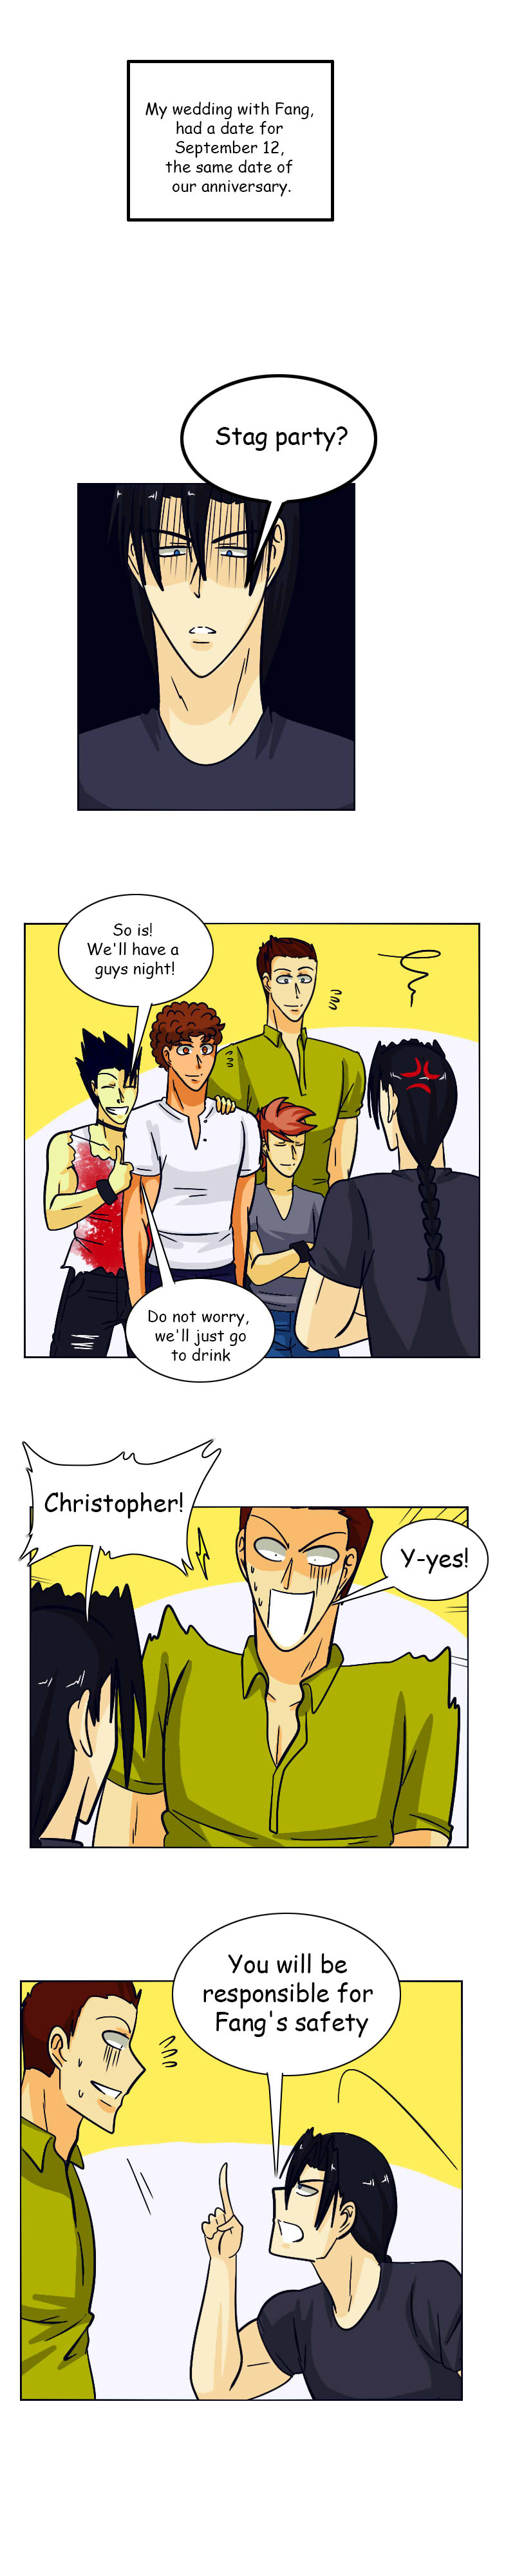 My wedding with Fang,
had a date for
September 12,
the same date of
our anniversary.
Stag party?
So is!
We'll have a
guys night!
Do not worry,
we'll just go
to drink
Christopher!
Y-yes!
You will be
responsible for
Fang's safety